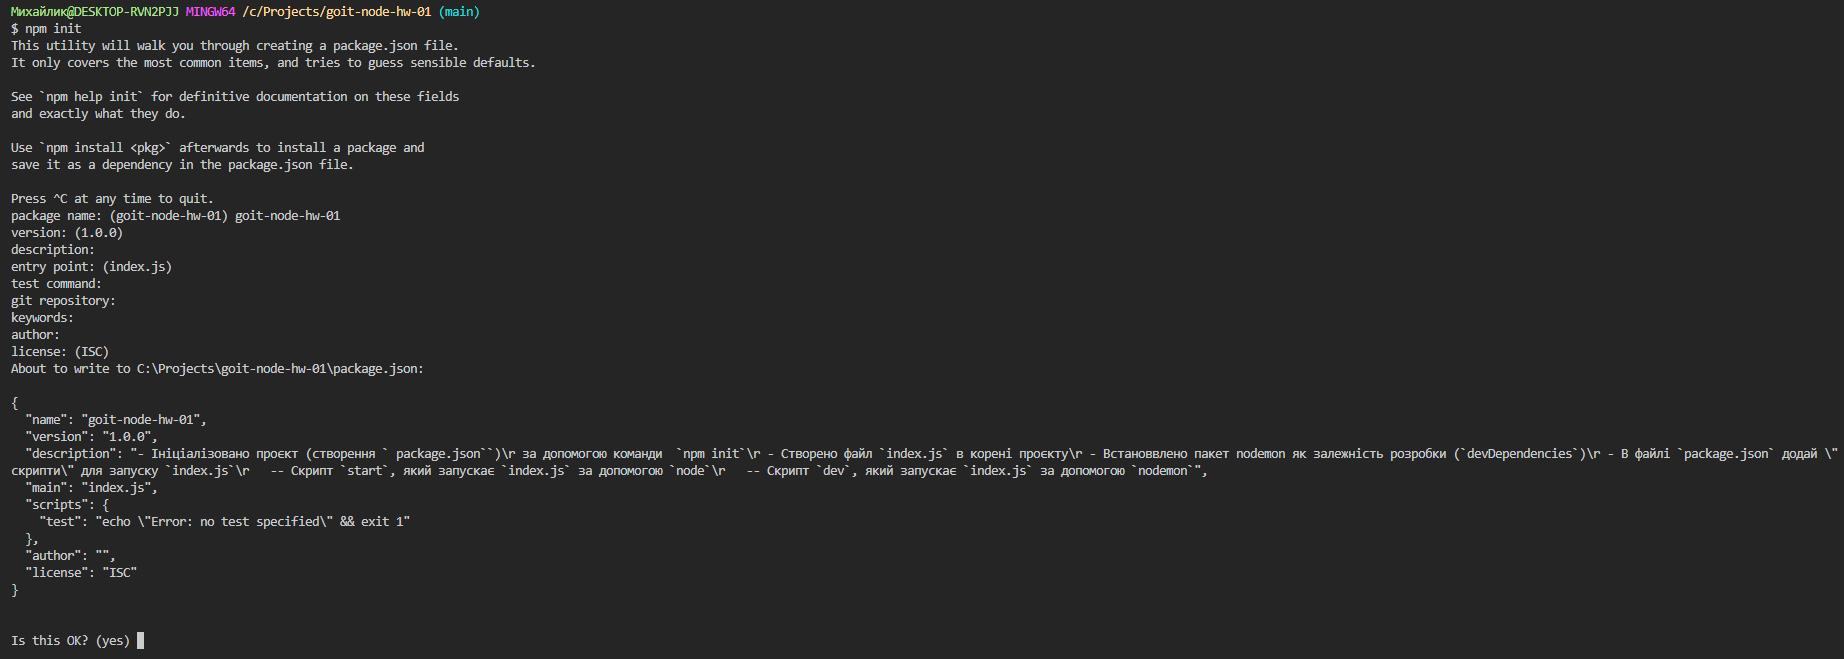 Михайлик@DESKTOP-RVN2PJJ MINGW64 /c/Projects/goit-node-hw-01 (main)
$ npm init
This utility will walk you through creating a package.json file.
It only covers the most common items, and tries to guess sensible defaults.
See `npm help init` for definitive documentation on these fields
and exactly what they do.
Use `npm install <pkg>` afterwards to install a package and
save it as a dependency in the package.json file.
Press ^C at any time to quit.
package name: (goit-node-hw-01) goit-node-hw-01
version: (1.0.0)
description:
entry point: (index.js)
test command:
git repository:
keywords:
author:
license: (ISC)
About to write to C:\Projects\goit-node-hw-01\package.json:
{
  "name": "goit-node-hw-01",
  "version": "1.0.0",
  "description": "- Ініціалізовано проєкт (створення ` package.json``)\r за допомогою команди  `npm init`\r - Створено файл `index.js` в корені проєкту\r - Встановвлено пакет nodemon як залежність розробки (`devDependencies`)\r - В файлі `package.json` додай \"
скрипти\" для запуску `index.js`\r   -- Скрипт `start`, який запускає `index.js` за допомогою `node`\r   -- Скрипт `dev`, який запускає `index.js` за допомогою `nodemon`",
  "main": "index.js",
  "scripts": {
    "test": "echo \"Error: no test specified\" && exit 1"
  },
  "author": "",
  "license": "ISC"
}
Is this OK? (yes)